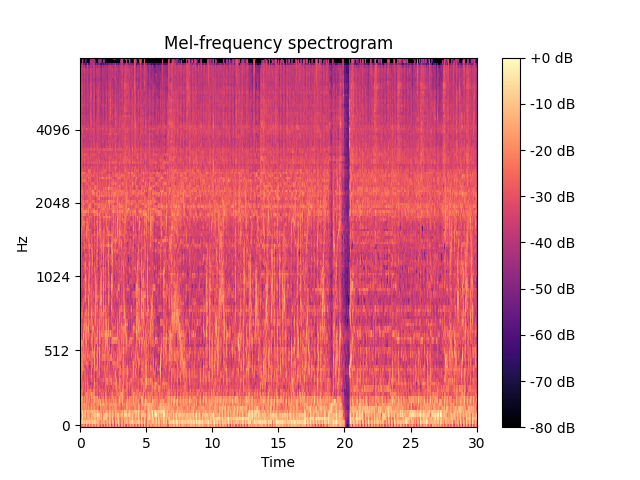 Mel-frequency spectrogram
+0 dB
-10 dB
-20 dB
-30 dB
-40 dB
-50 dB
-60 dB
-70 dB
-80 dB
4096
2048
1024
512
0
Hz
0 5 10 15 20 25 30
Time